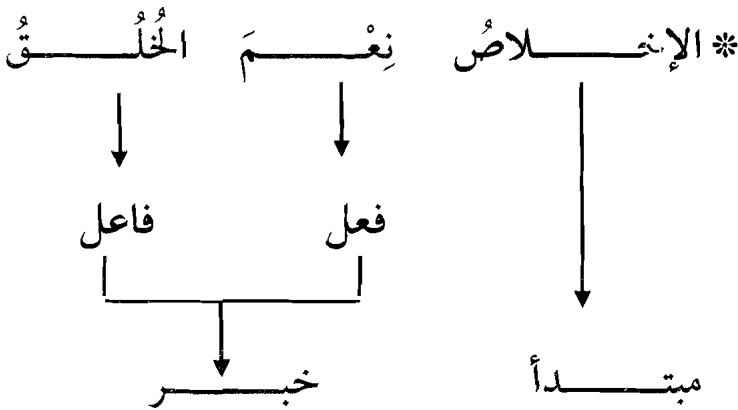 * الإخلاصُ نِعْمَ الخُلُقُ
فعل فاعل
مبتدأ خبر